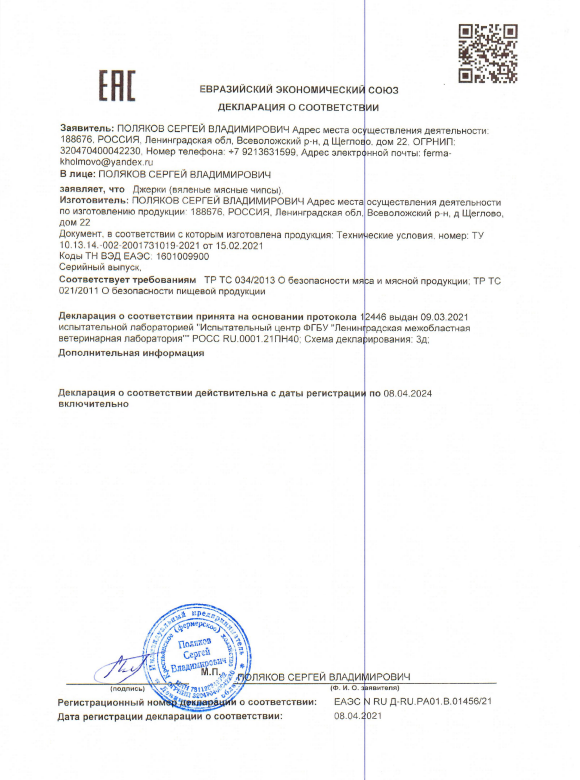 ЕАС
ЕВРАЗИЙСКИЙ ЭКОНОМИЧЕСКИЙ СОЮЗ
ДЕКЛАРАЦИЯ О СООТВЕТСТВИИ
Заявитель: ПОЛЯКОВ СЕРГЕЙ ВЛАДИМИРОВИЧ Адрес места осуществления деятельности:
188676, РОССИЯ, Ленинградская обл, Всеволожский р-н, д Щеглово, дом 22, ОГРНИП:
320470400042230, Номер телефона: +7 9213631599, Адрес электронной почты: ferma-
kholmovo@yandex.ru
В лице: ПОЛЯКОВ СЕРГЕЙ ВЛАДИМИРОВИЧ
заявляет, что Джерки (вяленые мясные чипсы).
Изготовитель: ПОЛЯКОВ СЕРГЕЙ ВЛАДИМИРОВИЧ Адрес места осуществления деятельности
по изготовлению продукции: 188676, РОССИЯ, Ленинградская обл, Всеволожский р-н, д Щеглово,
дом 22
Документ, в соответствии с которым изготовлена продукция: Технические условия, номер: ТУ
10.13.14.-002-2001731019-2021 от 15.02.2021
Коды ТН ВЭД ЕАЭС: 1601009900
Серийный выпуск,
Соответствует требованиям ТР ТС 034/2013 О безопасности мяса и мясной продукции; ТР ТС
021/2011 О безопасности пищевой продукции
Декларация о соответствии принята на основании протокола 12446 выдан 09.03.2021
испытательной лабораторией "Испытательный центр ФГБУ "Ленинградская межобластная
ветеринарная лаборатория"" РОСС RU.0001.21ПН40; Схема декларирования: 3д;
Дополнительная информация
Декларация о соответствии действительна с даты регистрации по 08.04.2024
включительно
Индивидуальный предприниматель
(фермерское)
Поляков
Сергей
Владимирович
М.П.
ПОЛЯКОВ СЕРГЕЙ ВЛАДИМИРОВИЧ
(подпись) (Ф. И. О. заявителя)
Регистрационный номер декларации о соответствии: ЕАЭС N RU Д-RU.РА01.В.01456/21
Дата регистрации декларации о соответствии: 08.04.2021